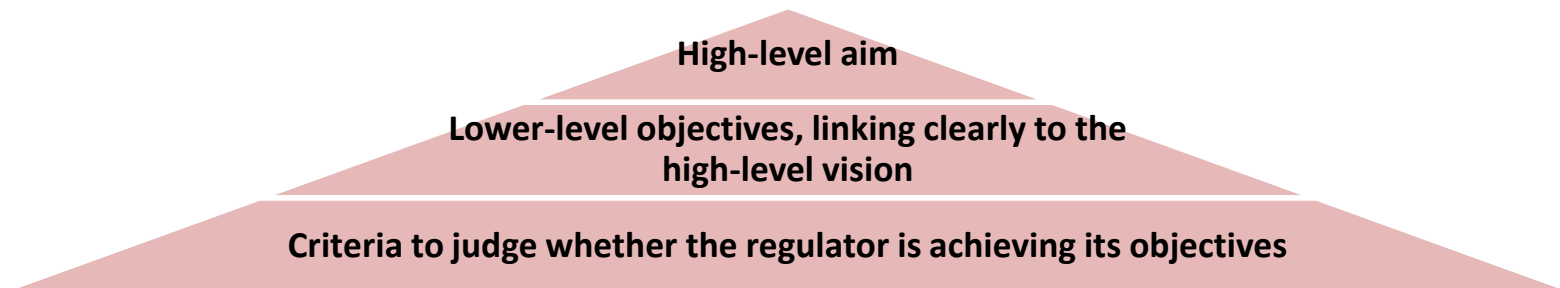 High-level aim
Lower-level objectives, linking clearly to the
high-level vision
Criteria to judge whether the regulator is achieving its objectives